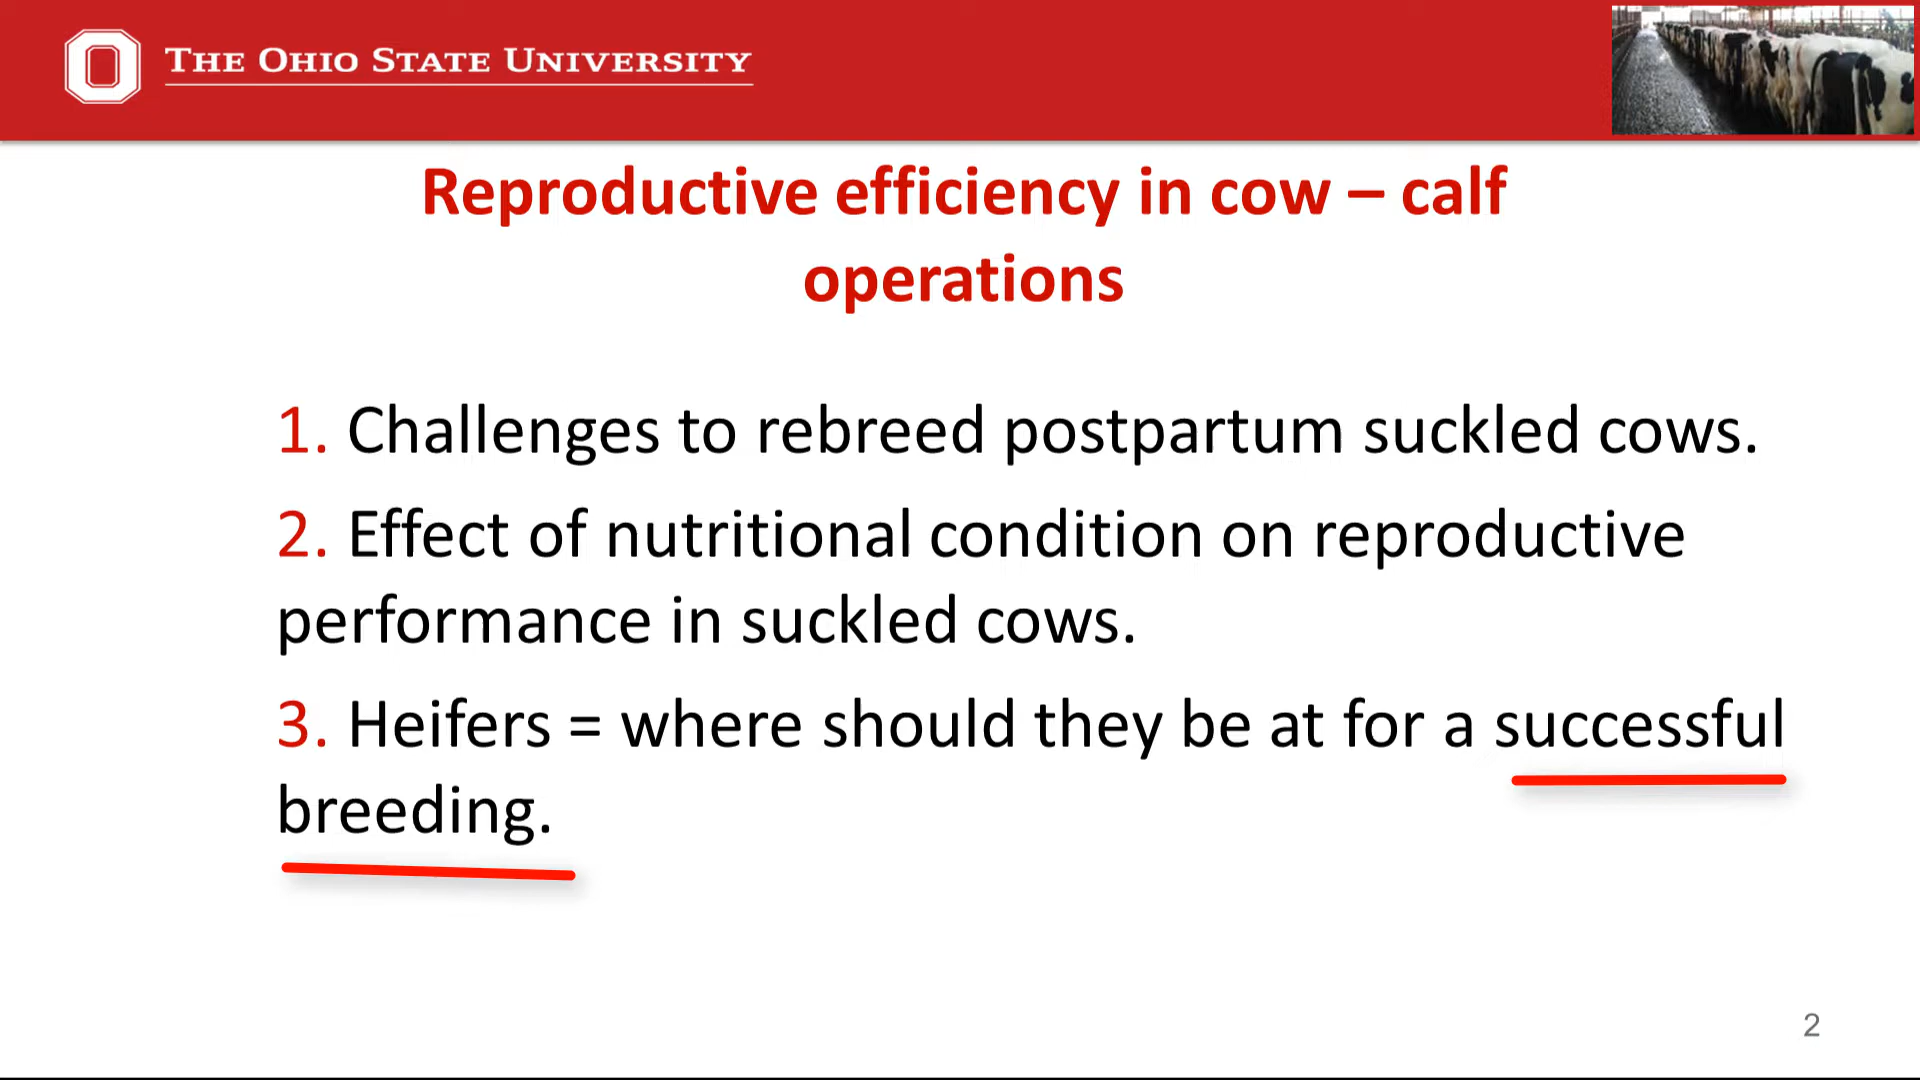 THE OHIO STATE UNIVERSITY
Reproductive efficiency in cow – calf
operations
1. Challenges to rebreed postpartum suckled cows.
2. Effect of nutritional condition on reproductive
performance in suckled cows.
3. Heifers = where should they be at for a successful
breeding.
2